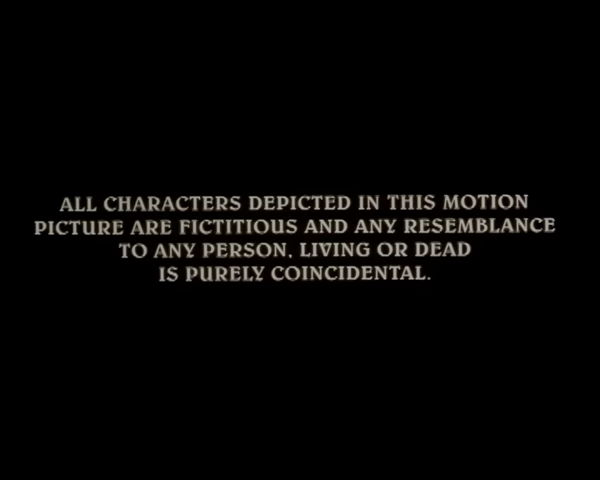 ALL CHARACTERS DEPICTED IN THIS MOTION
PICTURE ARE FICTITIOUS AND ANY RESEMBLANCE
TO ANY PERSON, LIVING OR DEAD
IS PURELY COINCIDENTAL.